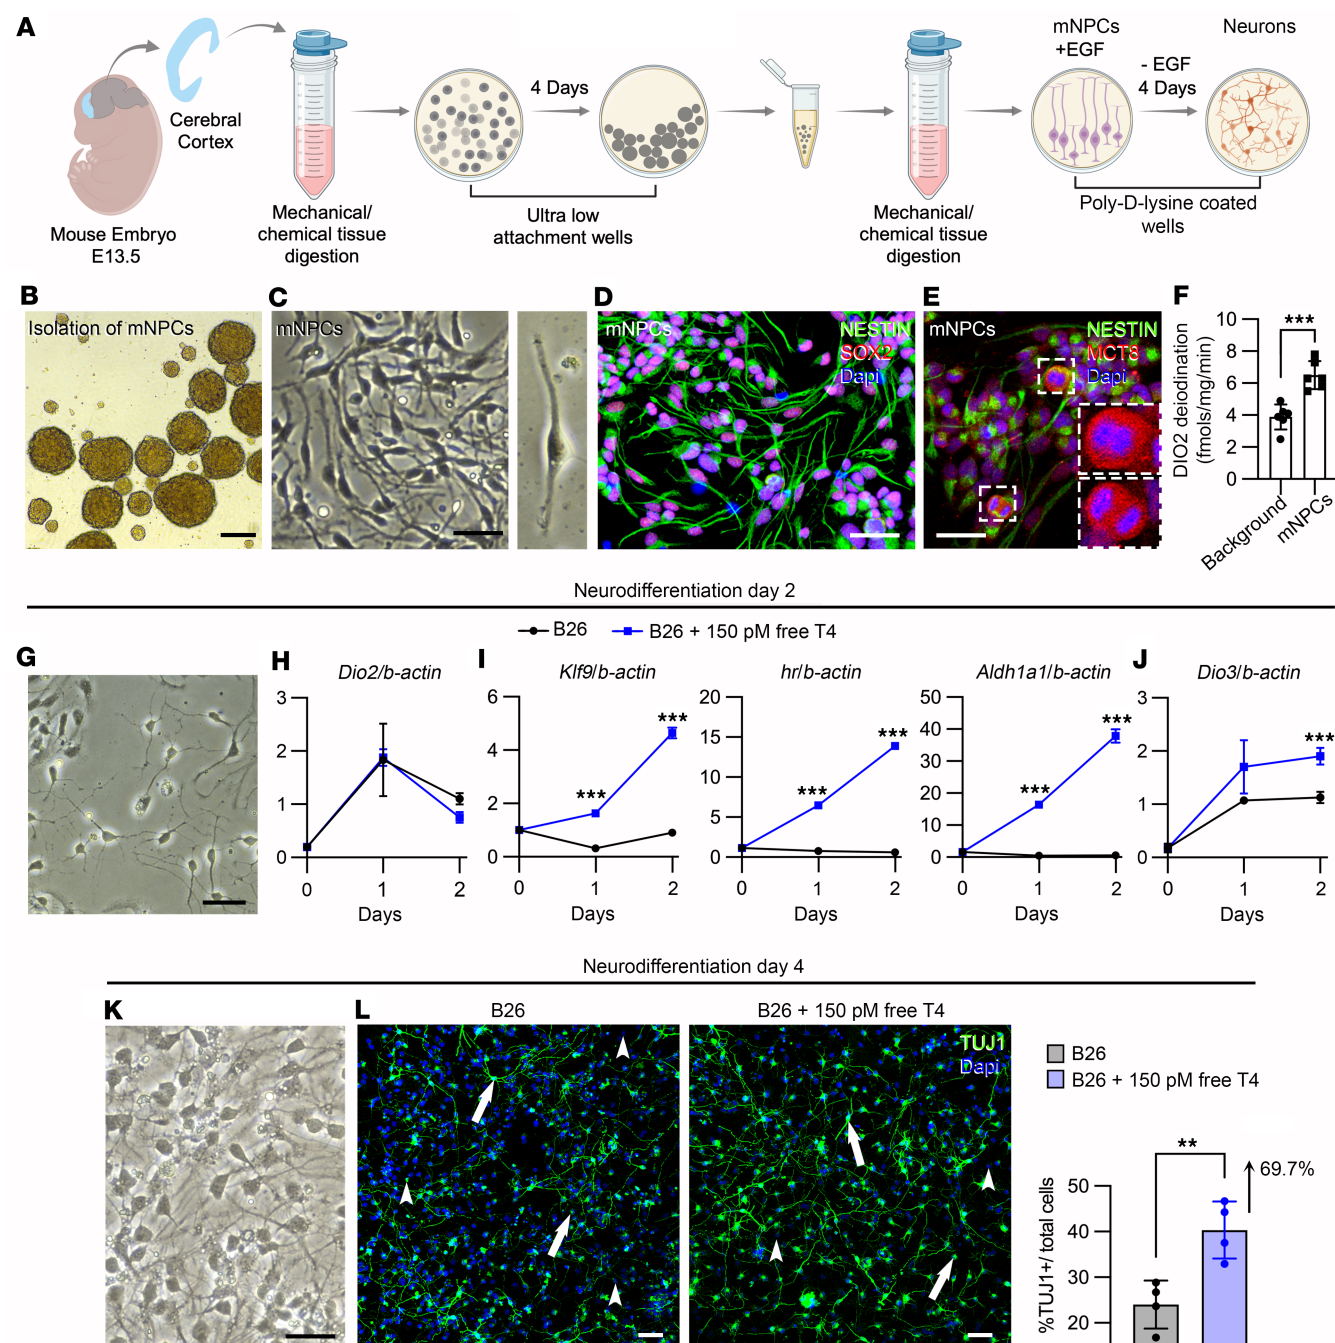 A
Cerebral
Cortex
Mouse Embryo
E13.5
Mechanical/
chemical tissue
digestion
4 Days
Ultra low
attachment wells
Mechanical/
chemical tissue
digestion
mNPCs
+EGF
- EGF
4 Days
Neurons
Poly-D-lysine coated
wells
B
Isolation of mNPCs
C
mNPCs
D
mNPCs
NESTIN
SOX2
Dapi
E
mNPCs
NESTIN
MCT8
Dapi
F
DIO2 deiodination
(fmols/mg/min)
10
8
6
4
2
0
***
Background
mNPCs
Neurodifferentiation day 2
B26
B26 + 150 pM free T4
G
H
Dio2/b-actin
3
2
1
0
0 1 2
Days
I
Klf9/b-actin
6
4
2
0
***
***
0 1 2
Days
hr/b-actin
20
15
10
5
0
***
***
0 1 2
Days
Aldh1a1/b-actin
50
40
30
20
10
0
***
***
0 1 2
Days
J
Dio3/b-actin
3
2
1
0
***
0 1 2
Days
Neurodifferentiation day 4
K
L
B26
B26 + 150 pM free T4
TUJ1
Dapi
B26
B26 + 150 pM free T4
**
69.7%
%TUJ1+/ total cells
50
40
30
20